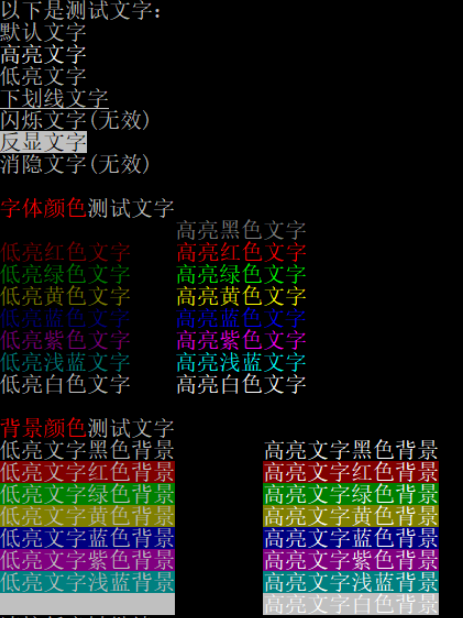 以下是测试文字:
默认文字
高亮文字
低亮文字
下划线文字
闪烁文字(无效)
反显文字
消隐文字(无效)
字体颜色测试文字
高亮黑色文字
低亮红色文字 高亮红色文字
低亮绿色文字 高亮绿色文字
低亮黄色文字 高亮黄色文字
低亮蓝色文字 高亮蓝色文字
低亮紫色文字 高亮紫色文字
低亮浅蓝文字 高亮浅蓝文字
低亮白色文字 高亮白色文字
背景颜色测试文字
低亮文字黑色背景 高亮文字黑色背景
低亮文字红色背景 高亮文字红色背景
低亮文字绿色背景 高亮文字绿色背景
低亮文字黄色背景 高亮文字黄色背景
低亮文字蓝色背景 高亮文字蓝色背景
低亮文字紫色背景 高亮文字紫色背景
低亮文字浅蓝背景 高亮文字浅蓝背景
高亮文字白色背景